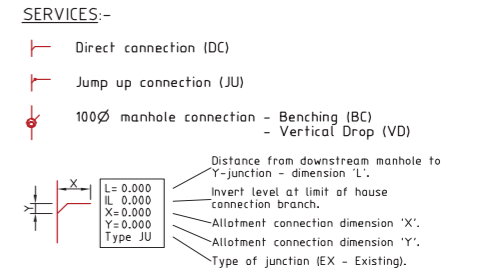 SERVICES:-
Direct connection (DC)
Jump up connection (JU)
100Ø manhole connection - Benching (BC)
- Vertical Drop (VD)
Distance from downstream manhole to
Y-junction - dimension 'L'.
Invert level at limit of house
connection branch.
Allotment connection dimension 'X'.
Allotment connection dimension 'Y'.
Type of junction (EX - Existing).
X
Y
L= 0.000
IL 0.000
X= 0.000
Y= 0.000
Type JU